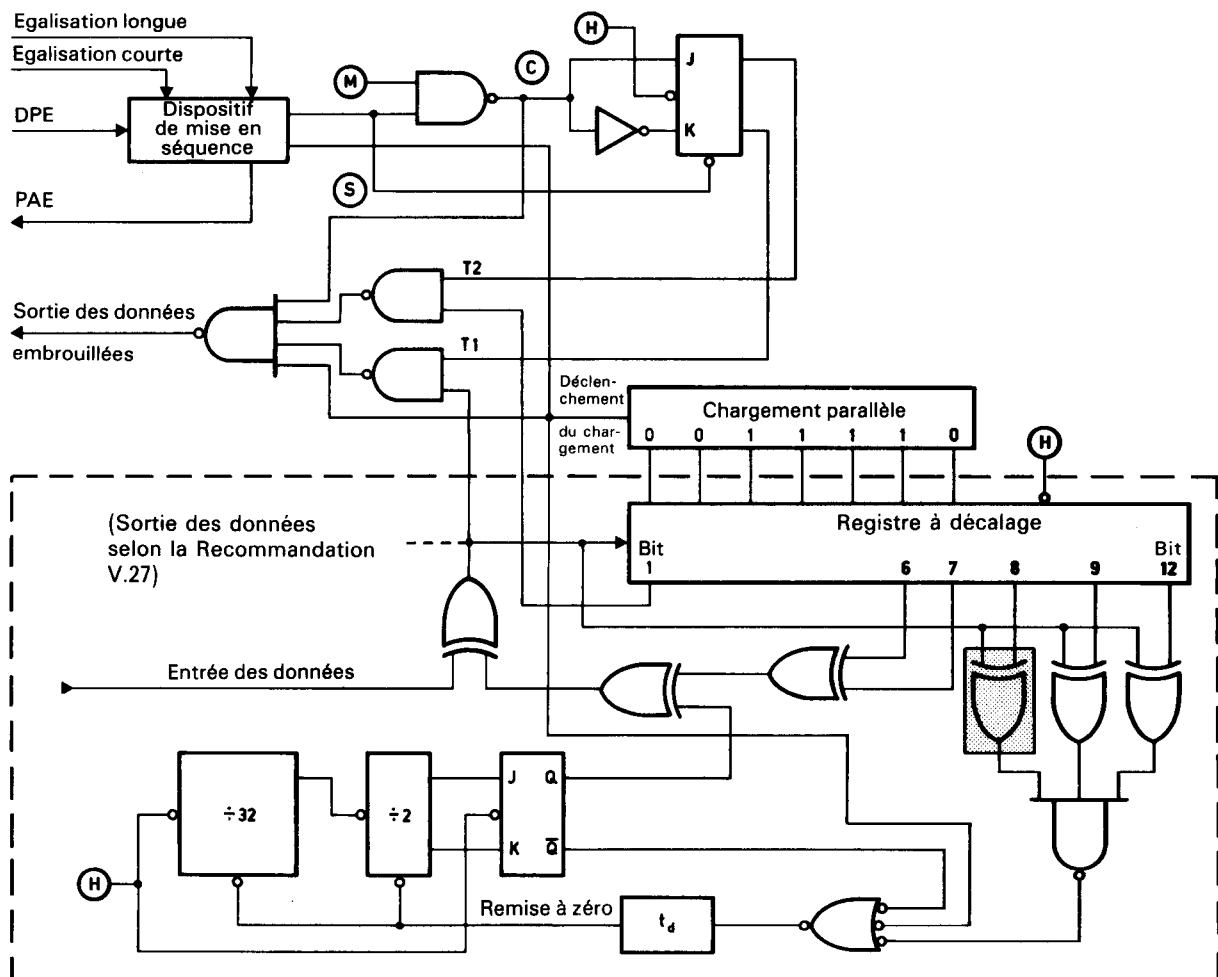 Egalisation longue
Egalisation courte
DPE
Dispositif
de mise en
séquence
PAE
M
S
C
H
J
K
T2
T1
Sortie des données
embrouillées
Déclen-
chement
du char-
gement
Chargement parallèle
0 0 1 1 1 1 0
H
(Sortie des données
selon la Recommandation
V.27)
Registre à décalage
Bit
1
6 7 8 9
Bit
12
Entrée des données
÷32
÷2
J Q
K Q̅
H
Remise à zéro
t_d